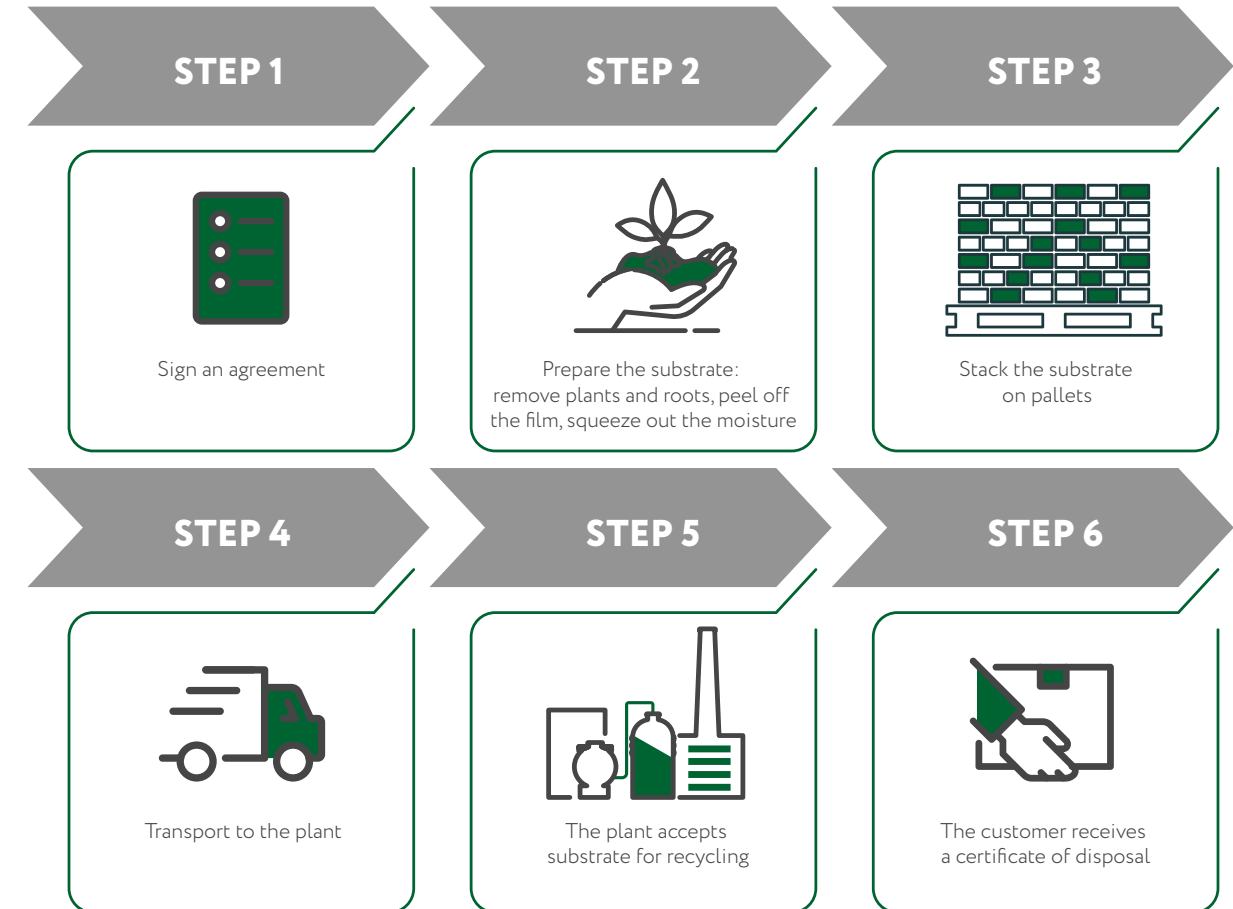 STEP 1
STEP 2
STEP 3
Sign an agreement
Prepare the substrate:
remove plants and roots, peel off
the film, squeeze out the moisture
Stack the substrate
on pallets
STEP 4
STEP 5
STEP 6
Transport to the plant
The plant accepts
substrate for recycling
The customer receives
a certificate of disposal